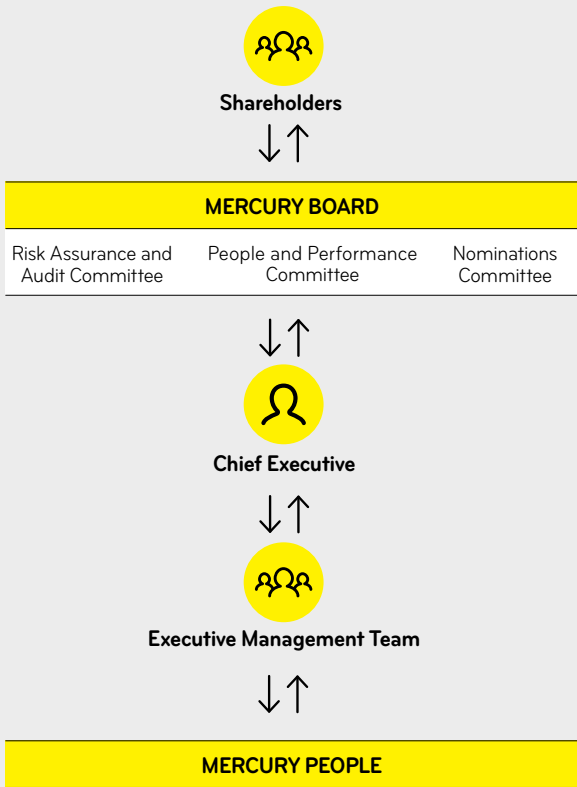 Shareholders
MERCURY BOARD
Risk Assurance and
Audit Committee
People and Performance
Committee
Nominations
Committee
Chief Executive
Executive Management Team
MERCURY PEOPLE